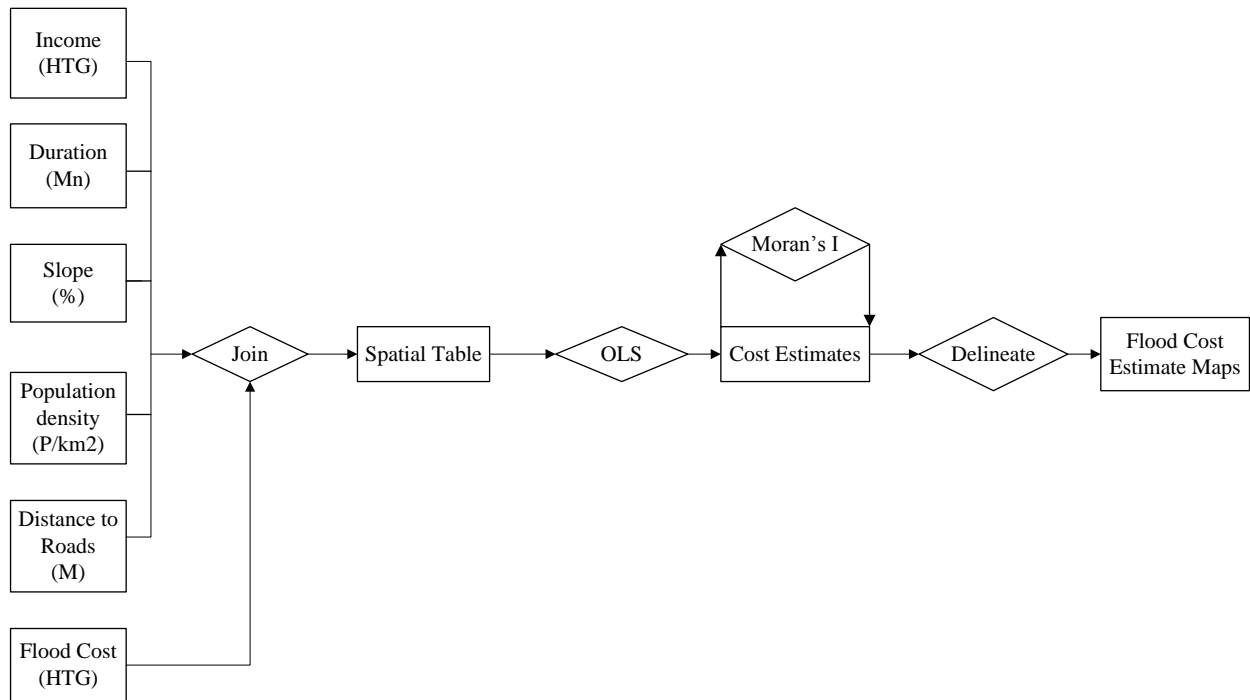 Income
(HTG)
Duration
(Mn)
Slope
(%)
Population
density
(P/km2)
Distance to
Roads
(M)
Flood Cost
(HTG)
Join
Spatial Table
OLS
Moran's I
Cost Estimates
Delineate
Flood Cost
Estimate Maps